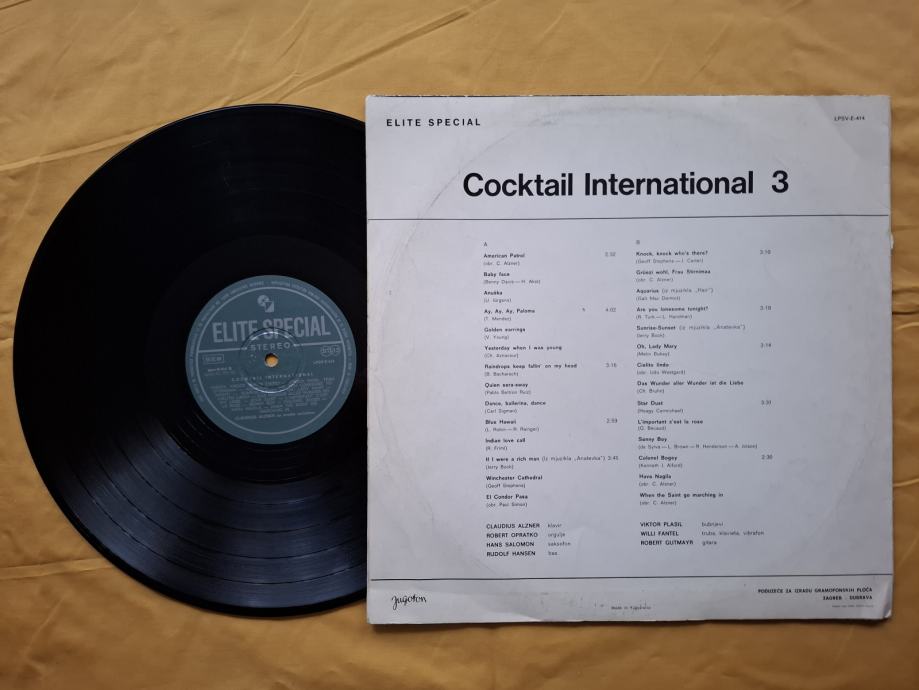 ELITE SPECIAL
STEREO
COCKTAIL INTERNATIONAL
ELITE SPECIAL
LPSV-E-414
Cocktail International 3
A
American Patrol 2:32
(obr. C. Alzner)
Baby face
(Benny Davis—H. Akst)
Anuška
(U. Jürgens)
Ay, Ay, Ay, Paloma 4:02
(T. Mendez)
Golden earrings
(V. Young)
Yesterday when I was young
(Ch. Aznavour)
Raindrops keep fallin' on my head 3:16
(B. Bacharach)
Quien sera-sway
(Pablo Beltran Ruiz)
Dance, ballerina, dance
(Carl Sigman)
Blue Hawaii 2:59
(L. Robin—R. Rainger)
Indian love call
(R. Friml)
If I were a rich man (iz mjuzikla „Anatevka") 3:45
(Jerry Bock)
Winchester Cathedral
(Geoff Stephens)
El Condor Pasa
(obr. Paul Simon)
B
Knock, knock who's there? 3:10
(Geoff Stephens—J. Carter)
Grüezi wohl, Frau Stirnimaa
(obr. C. Alzner)
Aquarius (iz mjuzikla „Hair")
(Galt Mac Dermot)
Are you lonesome tonight? 3:19
(R. Turk—L. Handman)
Sunrise-Sunset (iz mjuzikla „Anatevka")
(Jerry Bock)
Oh, Lady Mary 3:14
(Metin Bukey)
Cielito lindo
(obr. Udo Westgard)
Das Wunder aller Wunder ist die Liebe
(Ch. Bruhn)
Star Dust 3:31
(Hoagy Carmichael)
L'important c'est la rose
(G. Bécaud)
Sonny Boy
(de Sylva—L. Brown—R. Henderson—A. Jolson)
Colonel Bogey 2:30
(Kenneth J. Alford)
Hava Nagila
(obr. C. Alzner)
When the Saint go marching in
(obr. C. Alzner)
CLAUDIUS ALZNER klavir
ROBERT OPRATKO orgulje
HANS SALOMON saksofon
RUDOLF HANSEN bas
VIKTOR PLASIL bubnjevi
WILLI FANTEL truba, klavieta, vibrafon
ROBERT GUTMAYR gitara
Jugoton
made in Yugoslavia
PODUZEĆE ZA IZRADU GRAMOFONSKIH PLOČA
ZAGREB - DUBRAVA